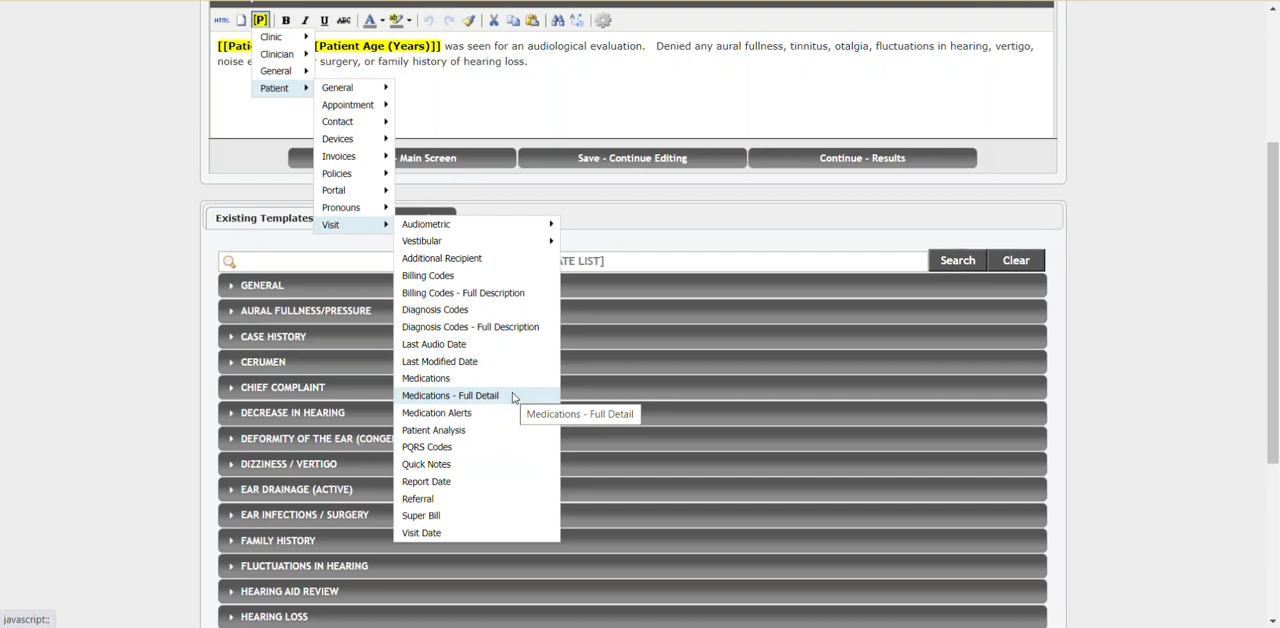 HTML [P] B I U ABC A ab
[[Patie
[Patient Age (Years)]] was seen for an audiological evaluation. Denied any aural fullness, tinnitus, otalgia, fluctuations in hearing, vertigo,
noise e
surgery, or family history of hearing loss.
Clinic
Clinician
General
Patient
General
Appointment
Contact
Devices
Invoices
Policies
Portal
Pronouns
Visit
- Main Screen
Save - Continue Editing
Continue - Results
Existing Templates
Audiometric
Vestibular
Additional Recipient
Billing Codes
Billing Codes - Full Description
Diagnosis Codes
Diagnosis Codes - Full Description
Last Audio Date
Last Modified Date
Medications
Medications - Full Detail
Medications - Full Detail
Medication Alerts
Patient Analysis
PQRS Codes
Quick Notes
Report Date
Referral
Super Bill
Visit Date
ATE LIST]
Search
Clear
GENERAL
AURAL FULLNESS/PRESSURE
CASE HISTORY
CERUMEN
CHIEF COMPLAINT
DECREASE IN HEARING
DEFORMITY OF THE EAR (CONGE
DIZZINESS / VERTIGO
EAR DRAINAGE (ACTIVE)
EAR INFECTIONS / SURGERY
FAMILY HISTORY
FLUCTUATIONS IN HEARING
HEARING AID REVIEW
HEARING LOSS
javascript:;